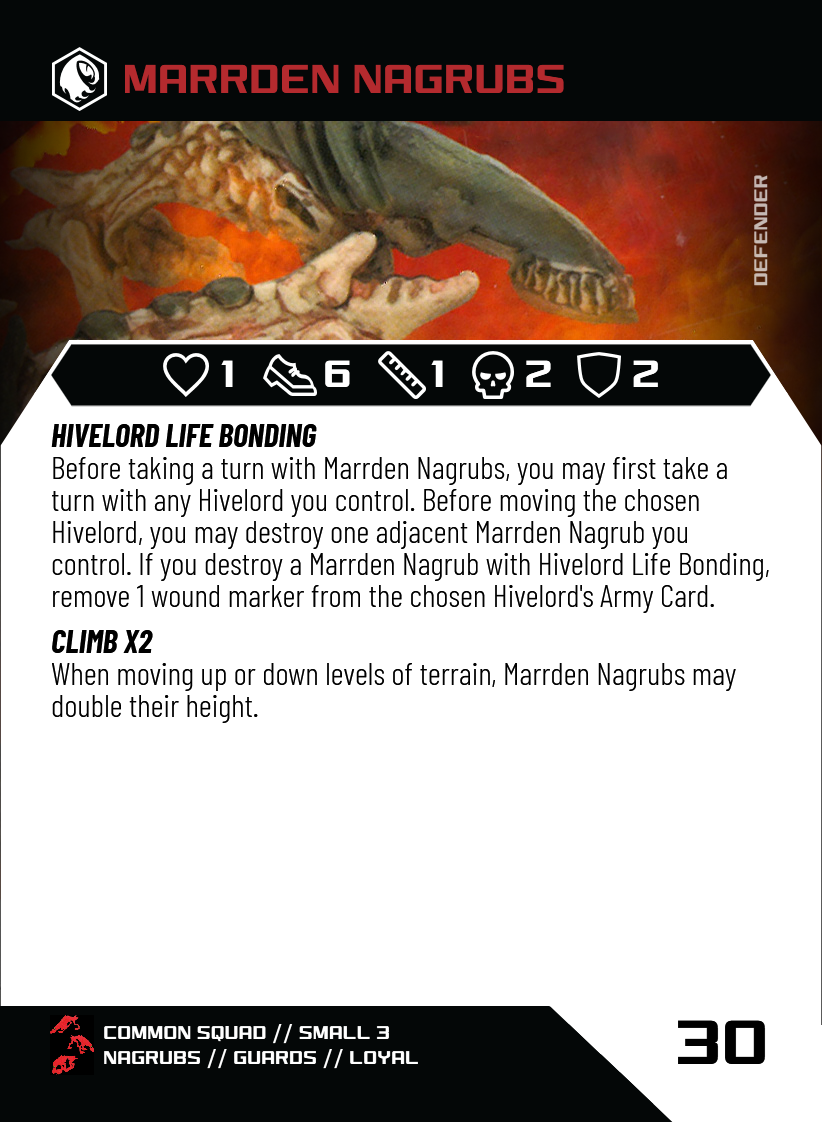 MARRDEN NAGRUBS
DEFENDER
1 6 1 2 2
HIVELORD LIFE BONDING
Before taking a turn with Marrden Nagrubs, you may first take a
turn with any Hivelord you control. Before moving the chosen
Hivelord, you may destroy one adjacent Marrden Nagrub you
control. If you destroy a Marrden Nagrub with Hivelord Life Bonding,
remove 1 wound marker from the chosen Hivelord's Army Card.
CLIMB X2
When moving up or down levels of terrain, Marrden Nagrubs may
double their height.
COMMON SQUAD // SMALL 3
NAGRUBS // GUARDS // LOYAL
30